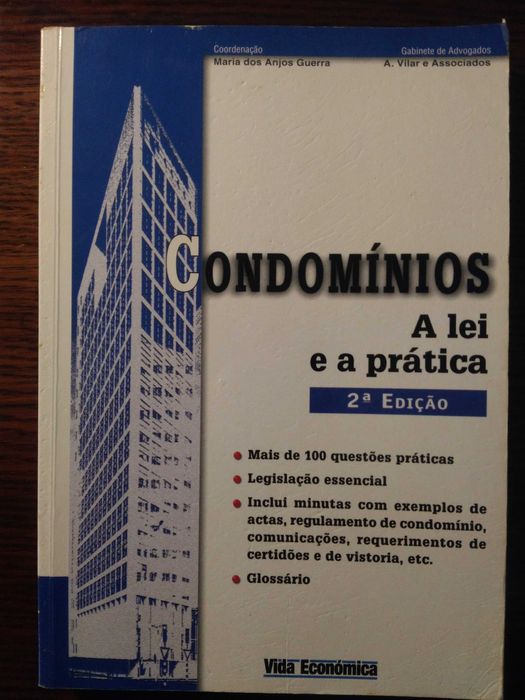 Coordenação
Maria dos Anjos Guerra
Gabinete de Advogados
A. Vilar e Associados
CONDOMÍNIOS
A lei
e a prática
2ª EDIÇÃO
Mais de 100 questões práticas
Legislação essencial
Inclui minutas com exemplos de
actas, regulamento de condomínio,
comunicações, requerimentos de
certidões e de vistoria, etc.
Glossário
Vida Económica